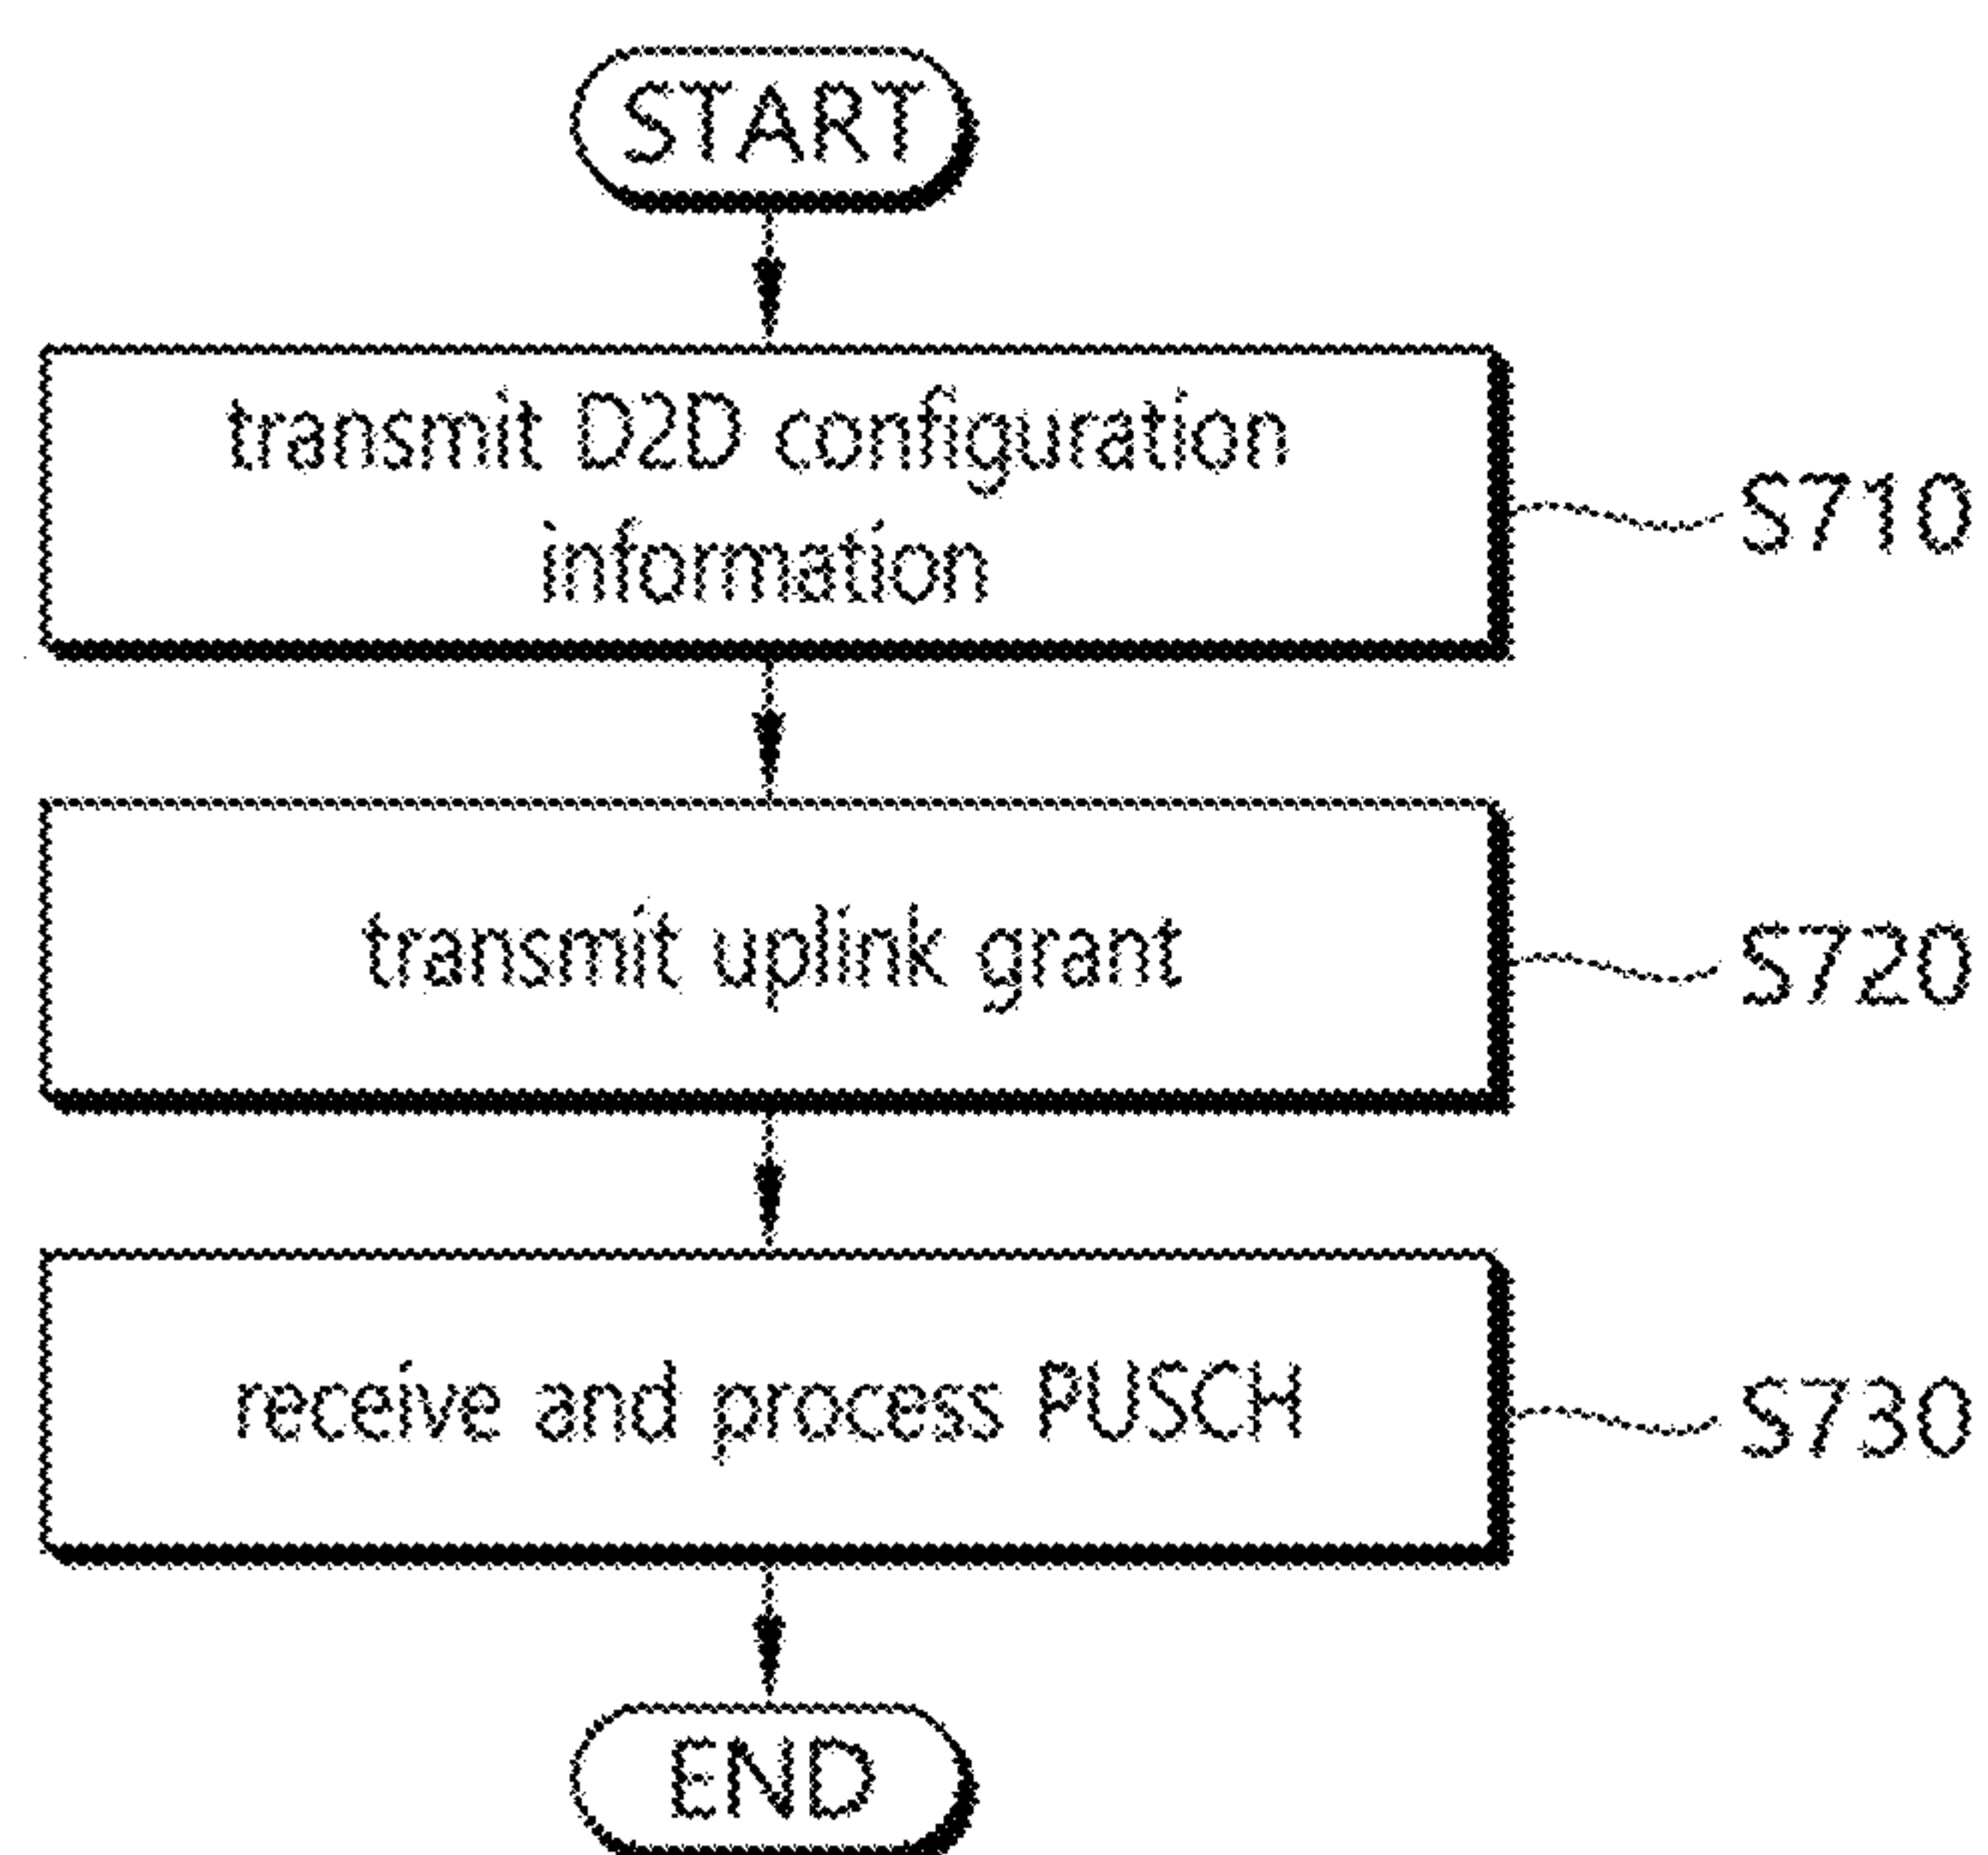 START
transmit D2D configuration
information
S710
transmit uplink grant
S720
receive and process PUSCH
S730
END